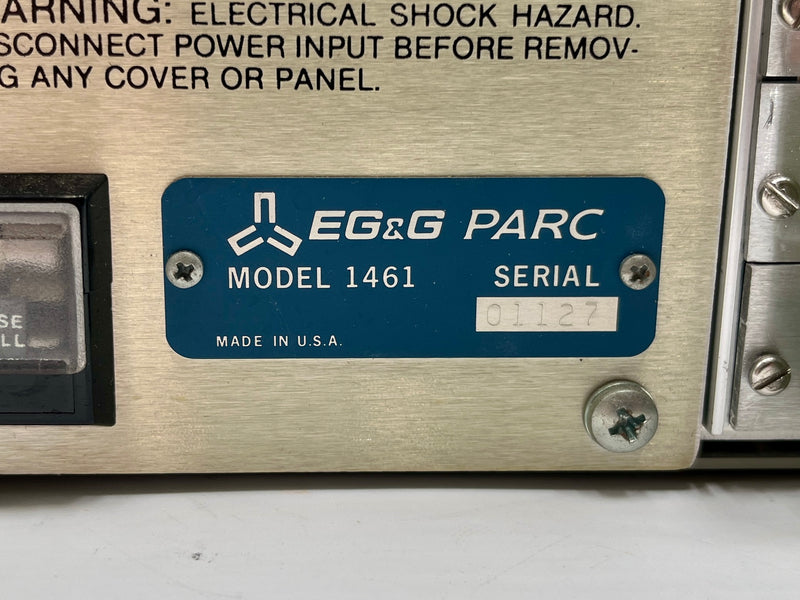 ARNING: ELECTRICAL SHOCK HAZARD.
SCONNECT POWER INPUT BEFORE REMOV-
G ANY COVER OR PANEL.
EG&G PARC
MODEL 1461 SERIAL
01127
MADE IN U.S.A.
SE
LL